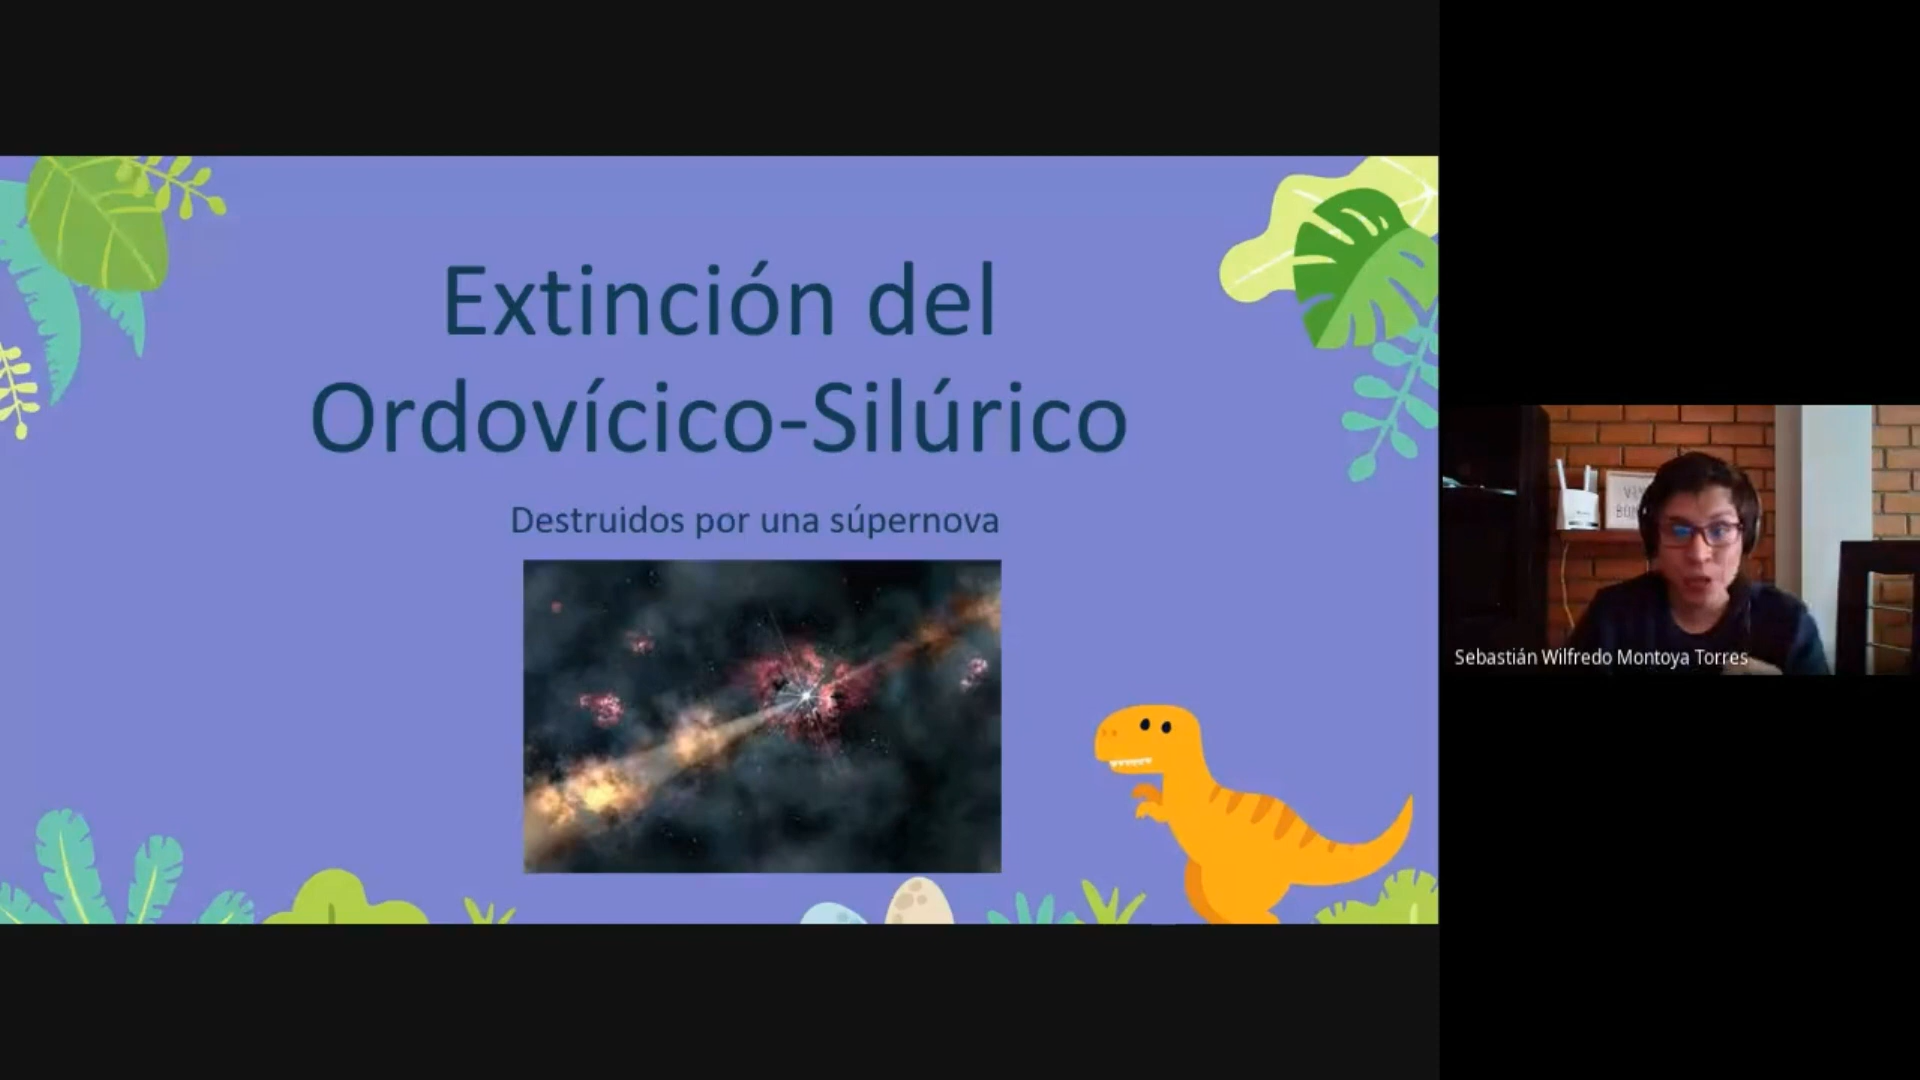 Extinción del
Ordovícico-Silúrico
Destruidos por una súpernova
Sebastián Wilfredo Montoya Torres